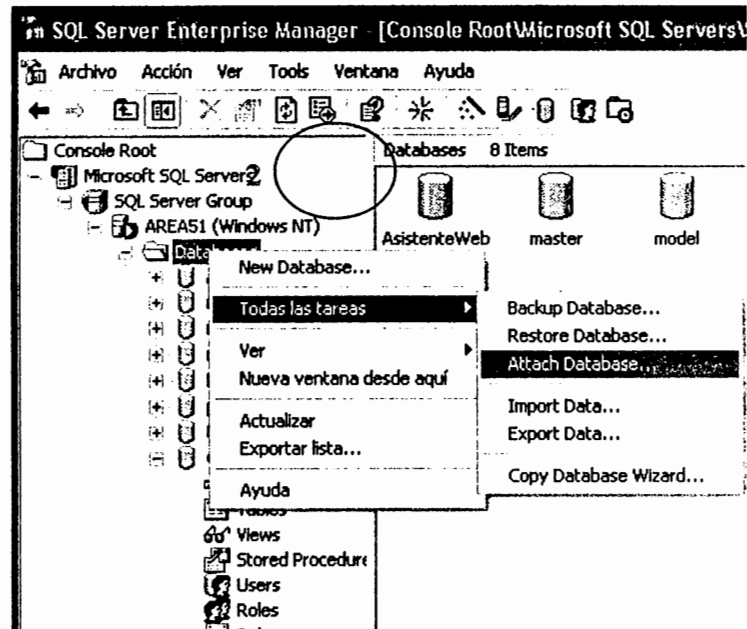 SQL Server Enterprise Manager - [Console Root\Microsoft SQL Servers\
Archivo Acción Ver Tools Ventana Ayuda
Console Root
Microsoft SQL Servers
2
SQL Server Group
AREA51 (Windows NT)
Databases 8 Items
AsistenteWeb master model
New Database...
Todas las tareas
Ver
Nueva ventana desde aquí
Actualizar
Exportar lista...
Ayuda
Backup Database...
Restore Database...
Attach Database...
Import Data...
Export Data...
Copy Database Wizard...
Tables
Views
Stored Procedure
Users
Roles